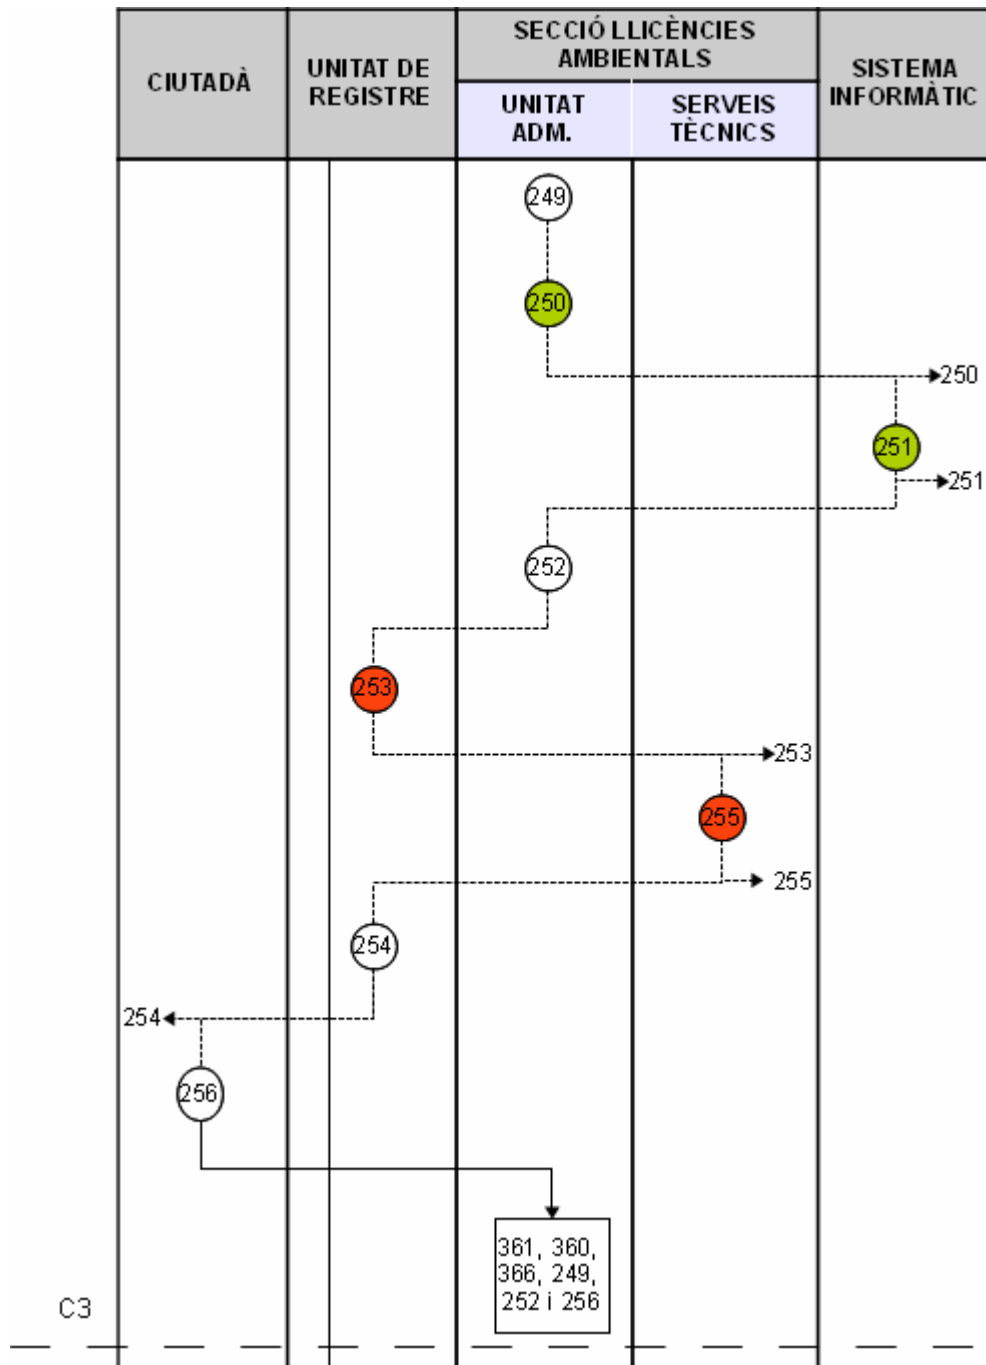 CIUTADÀ
UNITAT DE
REGISTRE
SECCIÓ LLICÈNCIES
AMBIENTALS
UNITAT
ADM.
SERVEIS
TÈCNICS
SISTEMA
INFORMÀTIC
249
250
250
251
251
252
253
253
255
255
254
254
256
361, 360,
366, 249,
252 i 256
C3